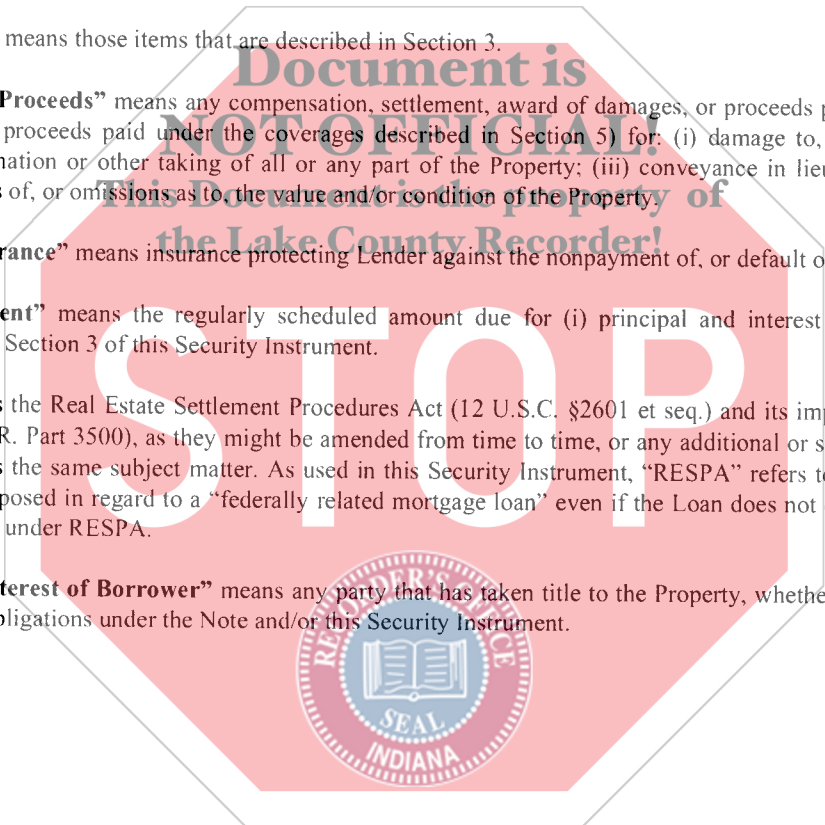 means those items that are described in Section 3.
Document is
Proceeds” means any compensation, settlement, award of damages, or proceeds
NOT OFFICIAL!
proceeds paid under the coverages described in Section 5) for: (i) damage to,
nation or other taking of all or any part of the Property; (iii) conveyance in lieu
of, or omissions as to, the value and/or condition of the Property.
This Document is the property of
the Lake County Recorder!
rance” means insurance protecting Lender against the nonpayment of, or default o
ent” means the regularly scheduled amount due for (i) principal and interest
Section 3 of this Security Instrument.
STOP
s the Real Estate Settlement Procedures Act (12 U.S.C. §2601 et seq.) and its imp
R. Part 3500), as they might be amended from time to time, or any additional or s
s the same subject matter. As used in this Security Instrument, “RESPA” refers to
posed in regard to a “federally related mortgage loan” even if the Loan does not
under RESPA.
terest of Borrower” means any party that has taken title to the Property, whethe
bligations under the Note and/or this Security Instrument.
RECORDER'S OFFICE
SEAL
INDIANA